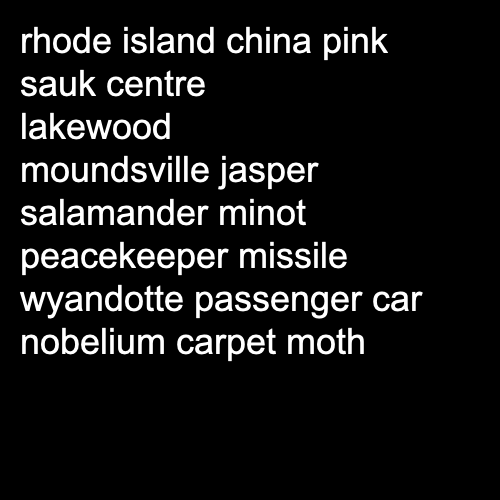 rhode island china pink
sauk centre
lakewood
moundsville jasper
salamander minot
peacekeeper missile
wyandotte passenger car
nobelium carpet moth